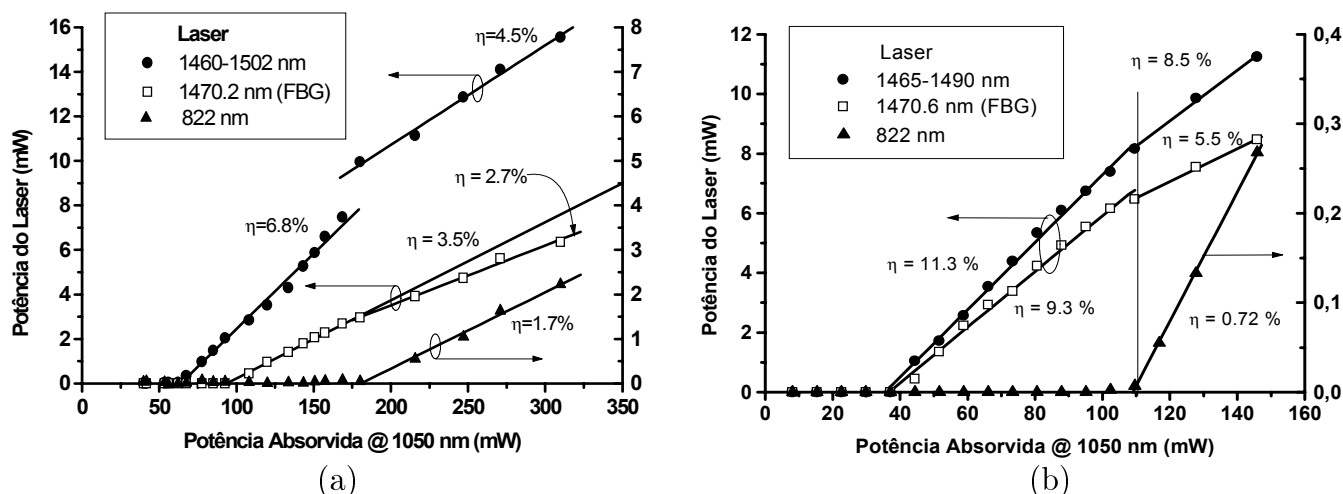 Laser
1460-1502 nm
1470.2 nm (FBG)
822 nm
η=4.5%
η = 2.7%
η=6.8%
η = 3.5%
η=1.7%
16
14
12
10
8
6
4
2
0
8
7
6
5
4
3
2
1
0
0 50 100 150 200 250 300 350
Potência do Laser (mW)
Potência Absorvida @ 1050 nm (mW)
(a)
Laser
1465-1490 nm
1470.6 nm (FBG)
822 nm
η = 8.5 %
η = 5.5 %
η = 11.3 %
η = 9.3 %
η = 0.72 %
12
10
8
6
4
2
0
0,4
0,3
0,2
0,1
0,0
0 20 40 60 80 100 120 140 160
Potência do Laser (mW)
Potência Absorvida @ 1050 nm (mW)
(b)